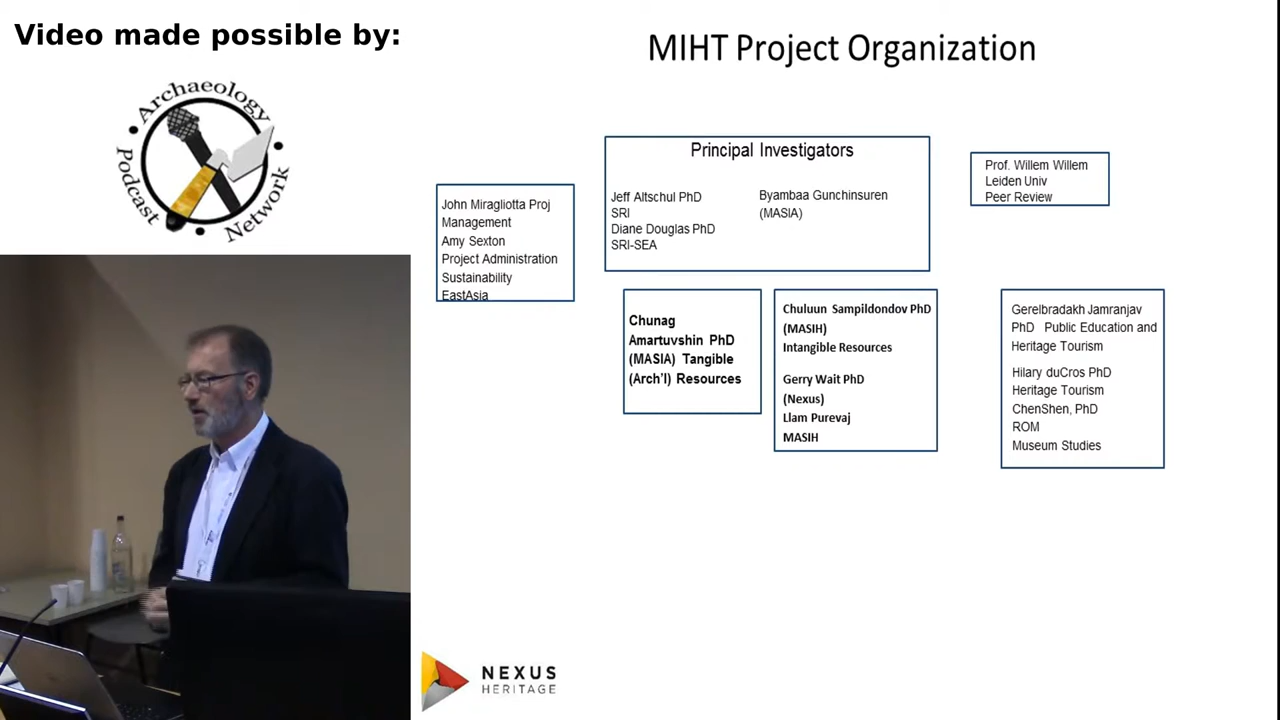 Video made possible by:
Archaeology
Podcast
Network
MIHT Project Organization
Principal Investigators
Jeff Altschul PhD
SRI
Diane Douglas PhD
SRI-SEA
Byambaa Gunchinsuren
(MASIA)
Prof. Willem Willem
Leiden Univ
Peer Review
John Miragliotta Proj
Management
Amy Sexton
Project Administration
Sustainability
EastAsia
Chunag
Amartuvshin PhD
(MASIA) Tangible
(Arch'l) Resources
Chuluun Sampildondov PhD
(MASIH)
Intangible Resources
Gerry Wait PhD
(Nexus)
Llam Purevaj
MASIH
Gerelbradakh Jamranjav
PhD Public Education and
Heritage Tourism
Hilary duCros PhD
Heritage Tourism
ChenShen, PhD
ROM
Museum Studies
NEXUS
HERITAGE